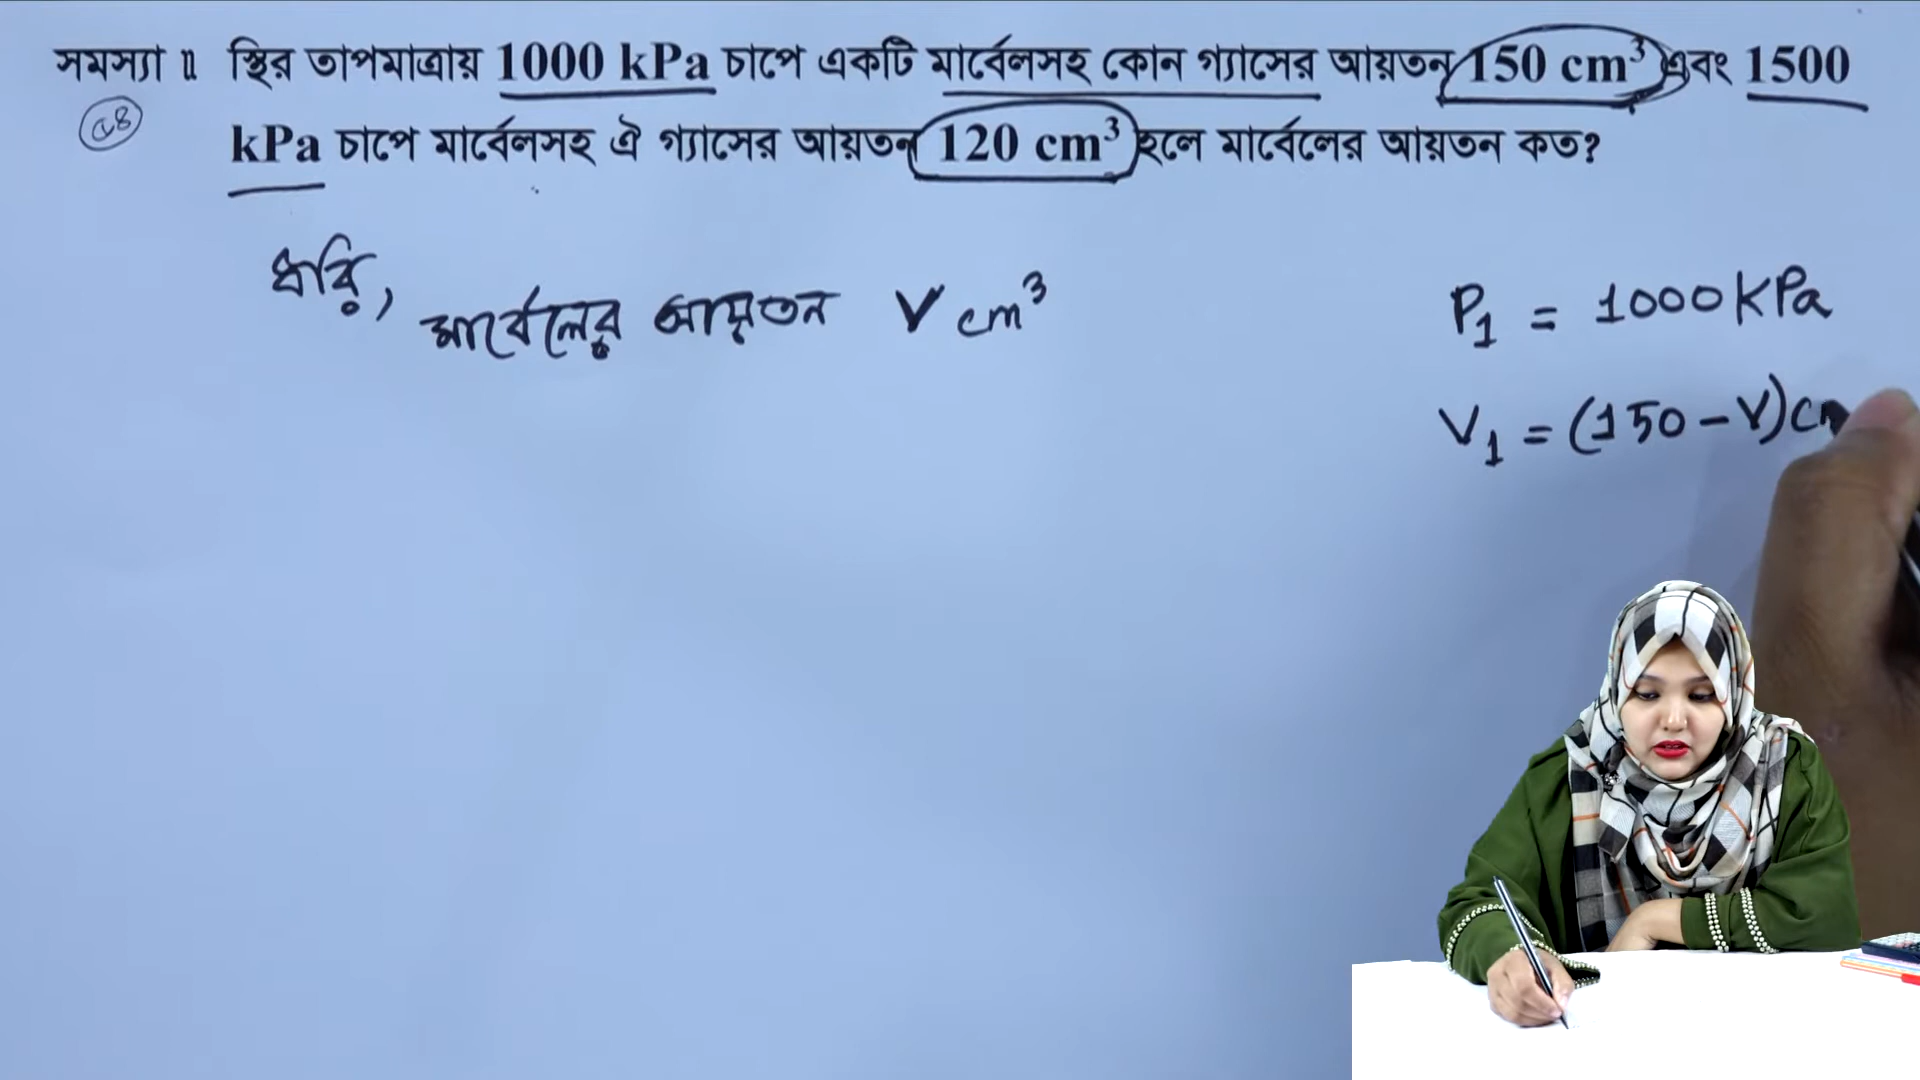 সমস্যা ॥ স্থির তাপমাত্রায় 1000 kPa চাপে একটি মার্বেলসহ কোন গ্যাসের আয়তন 150 cm³ এবং 1500
kPa চাপে মার্বেলসহ ঐ গ্যাসের আয়তন 120 cm³ হলে মার্বেলের আয়তন কত?
ধরি,
মার্বেলের আয়তন V cm³
P₁ = 1000 kPa
V₁ = (150 – V)